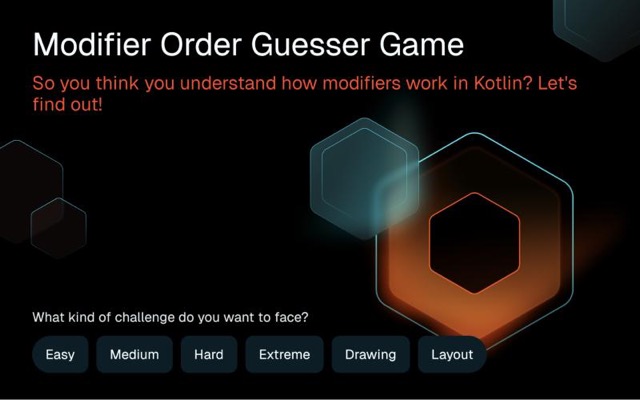 Modifier Order Guesser Game
So you think you understand how modifiers work in Kotlin? Let's
find out!
What kind of challenge do you want to face?
Easy Medium Hard Extreme Drawing Layout